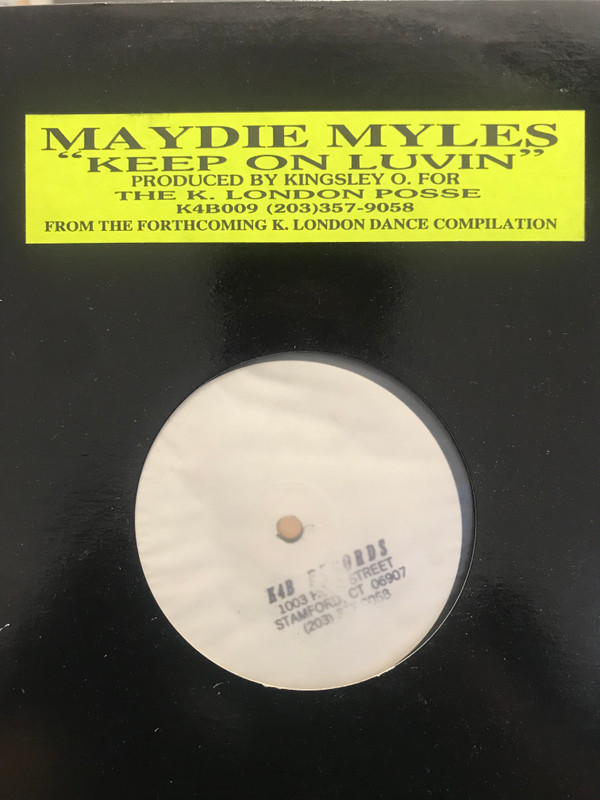 MAYDIE MYLES
"KEEP ON LUVIN"
PRODUCED BY KINGSLEY O. FOR
THE K. LONDON POSSE
K4B009 (203)357-9058
FROM THE FORTHCOMING K. LONDON DANCE COMPILATION
K4B RECORDS
1003 STREET
STAMFORD, CT 06907
(203)